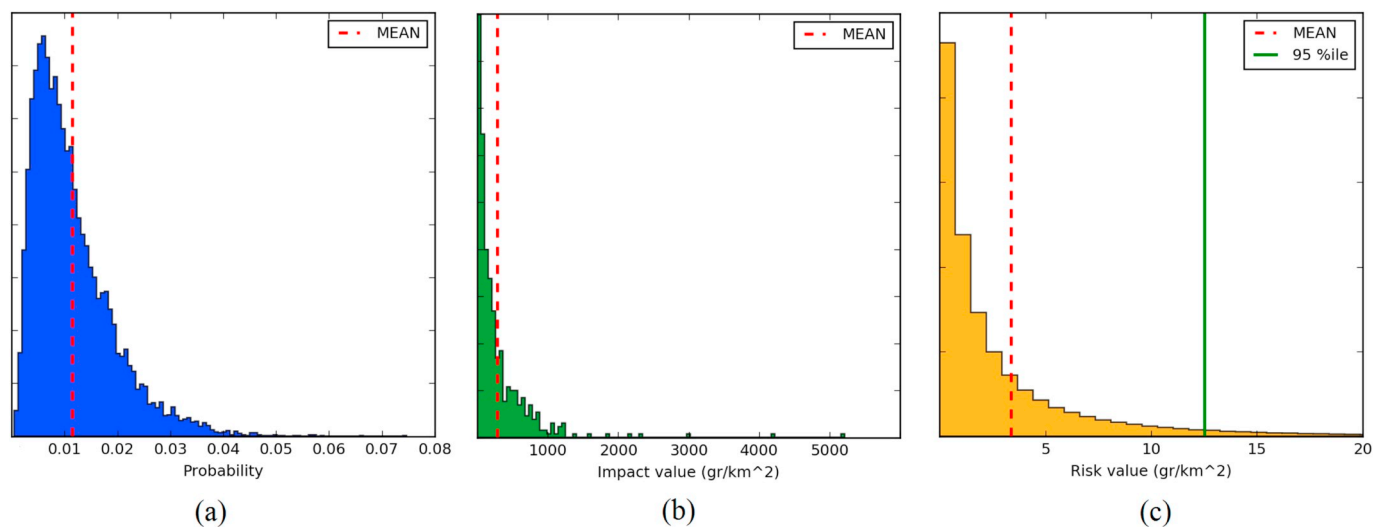 MEAN
0.01 0.02 0.03 0.04 0.05 0.06 0.07 0.08
Probability
(a)
MEAN
1000 2000 3000 4000 5000
Impact value (gr/km^2)
(b)
MEAN
95 %ile
5 10 15 20
Risk value (gr/km^2)
(c)